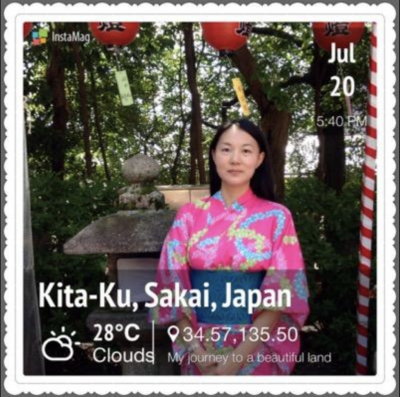 InstaMag
Jul
20
5:40 PM
Kita-Ku, Sakai, Japan
28°C
Clouds
34.57,135.50
My journey to a beautiful land